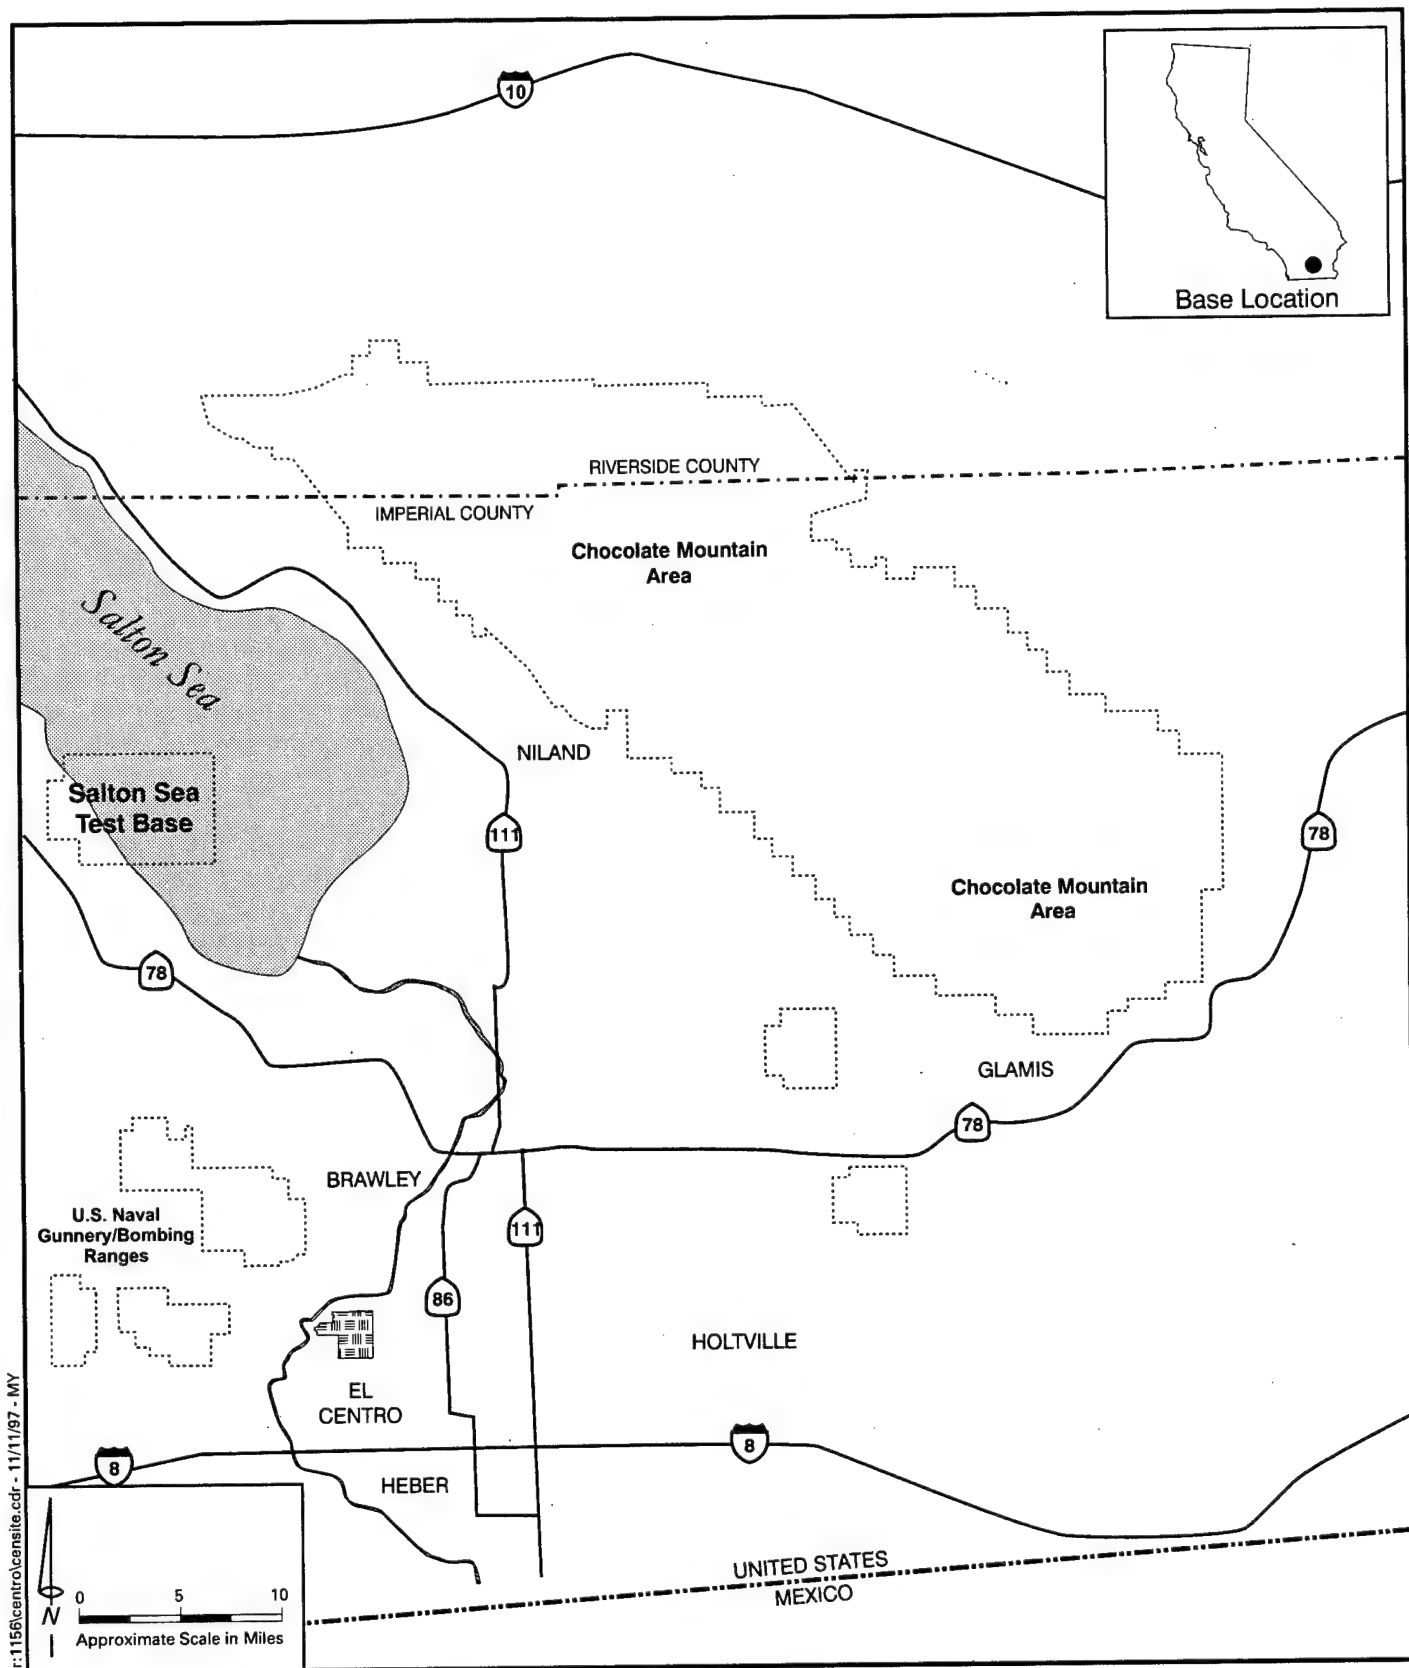 10
Base Location
RIVERSIDE COUNTY
IMPERIAL COUNTY
Chocolate Mountain
Area
Salton Sea
NILAND
Salton Sea
Test Base
111
78
Chocolate Mountain
Area
78
GLAMIS
78
BRAWLEY
U.S. Naval
Gunnery/Bombing
Ranges
111
86
HOLTVILLE
EL
CENTRO
8
8
HEBER
UNITED STATES
MEXICO
0 5 10
N
Approximate Scale in Miles
r:1156\centro\censite.cdr - 11/11/97 - MY